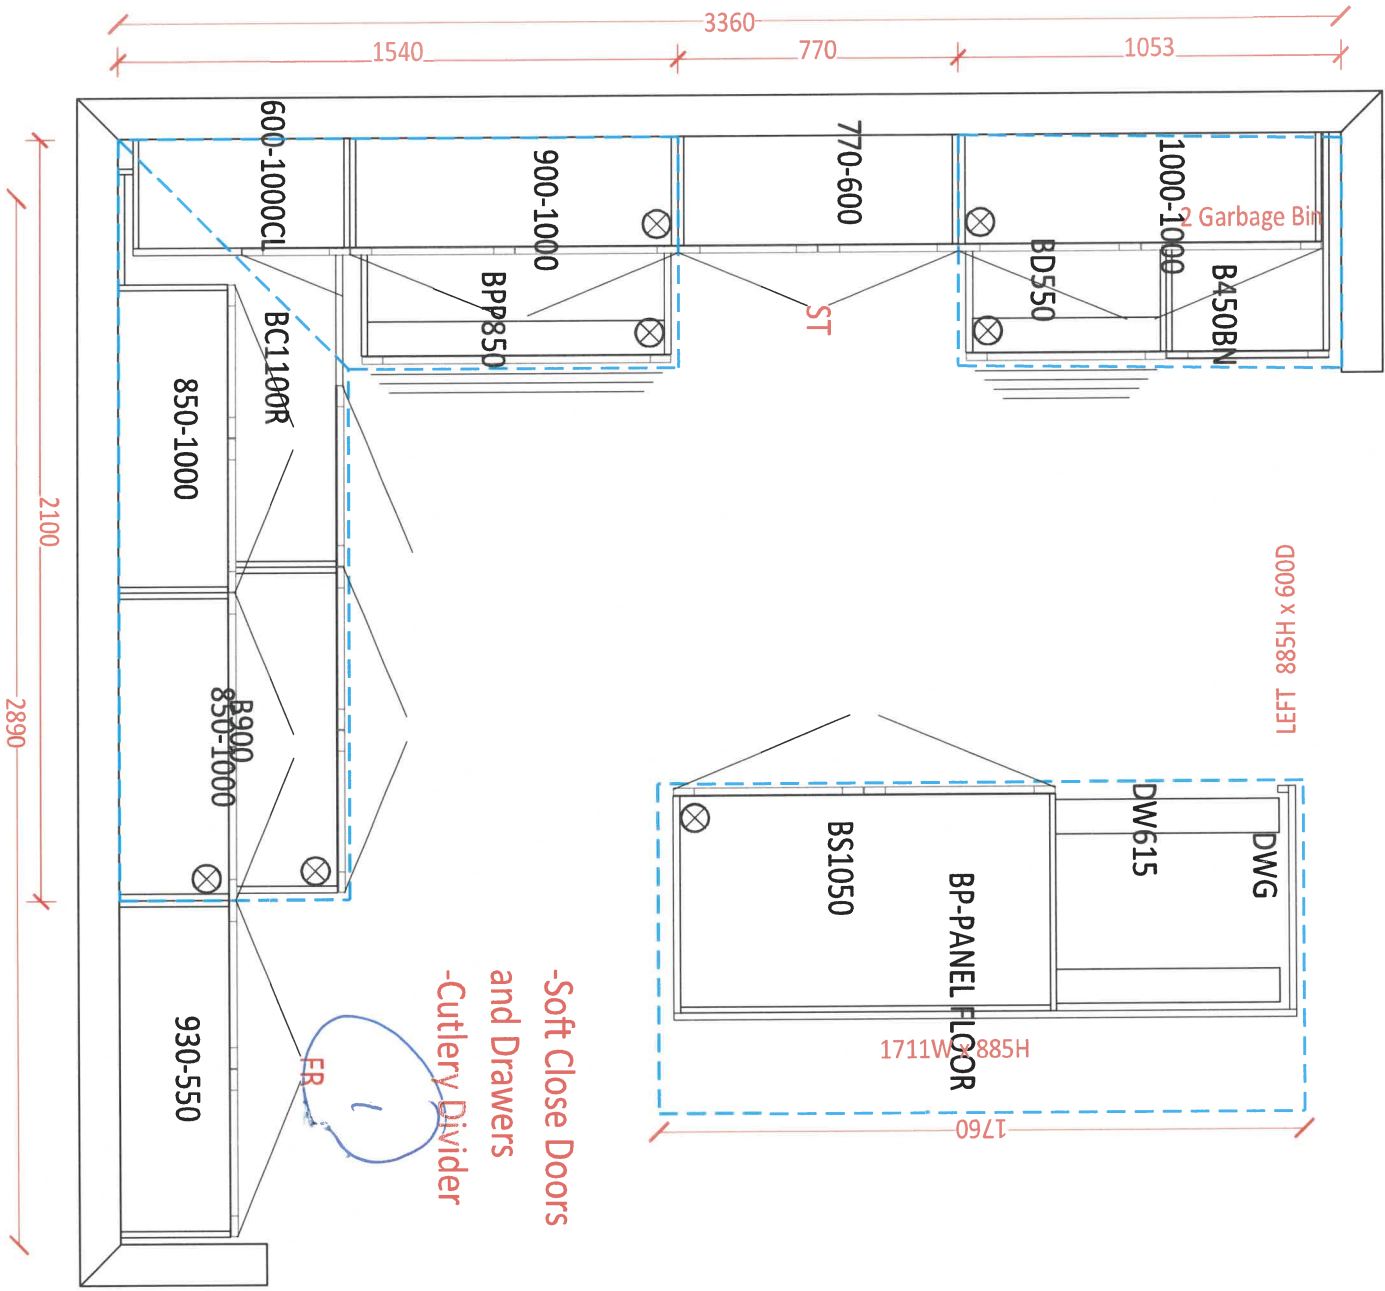 3360
1540
770
1053
600-1000CL
900-1000
770-600
1000-1000
2 Garbage Bin
BPP850
BD550
B450BN
ST
BC1100R
850-1000
2100
2890
B900
850-1000
LEFT 885H x 600D
DW615
DWG
BS1050
BP-PANEL FLOOR
1711W x 885H
1760
930-550
FR
1
-Soft Close Doors
and Drawers
-Cutlery Divider